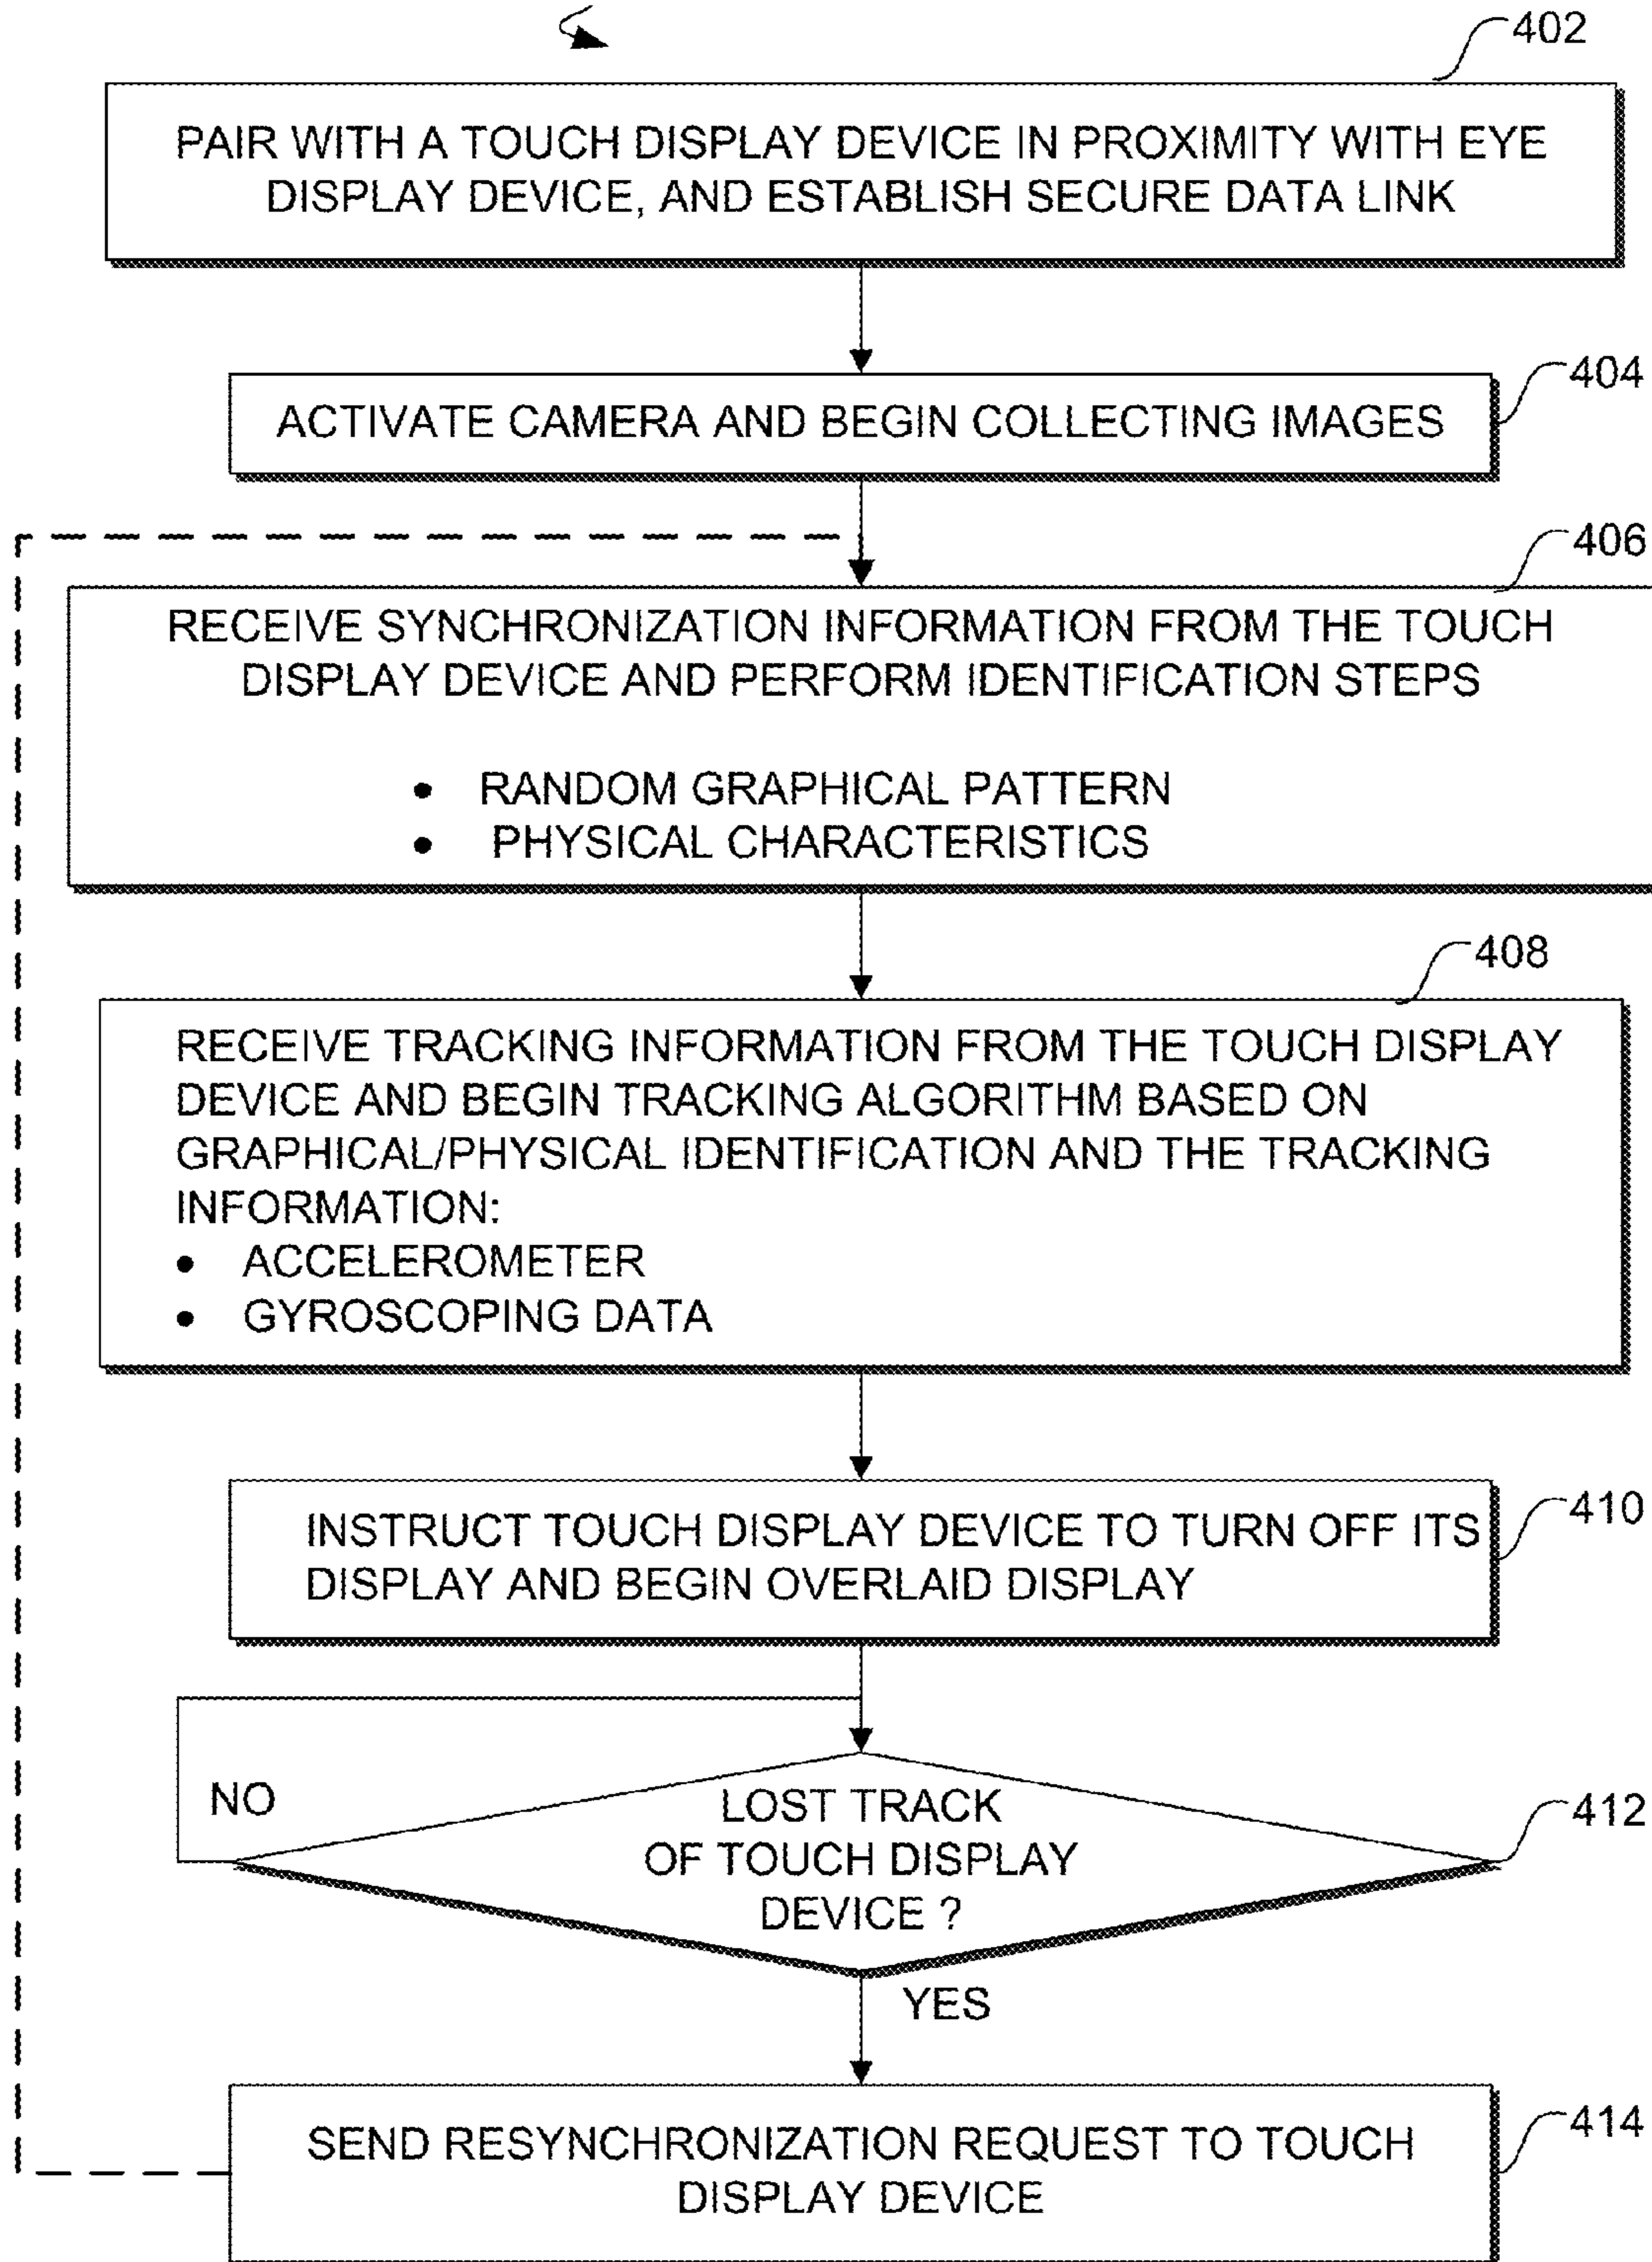 402
PAIR WITH A TOUCH DISPLAY DEVICE IN PROXIMITY WITH EYE
DISPLAY DEVICE, AND ESTABLISH SECURE DATA LINK
404
ACTIVATE CAMERA AND BEGIN COLLECTING IMAGES
406
RECEIVE SYNCHRONIZATION INFORMATION FROM THE TOUCH
DISPLAY DEVICE AND PERFORM IDENTIFICATION STEPS
• RANDOM GRAPHICAL PATTERN
• PHYSICAL CHARACTERISTICS
408
RECEIVE TRACKING INFORMATION FROM THE TOUCH DISPLAY
DEVICE AND BEGIN TRACKING ALGORITHM BASED ON
GRAPHICAL/PHYSICAL IDENTIFICATION AND THE TRACKING
INFORMATION:
• ACCELEROMETER
• GYROSCOPING DATA
410
INSTRUCT TOUCH DISPLAY DEVICE TO TURN OFF ITS
DISPLAY AND BEGIN OVERLAID DISPLAY
NO
LOST TRACK
OF TOUCH DISPLAY
DEVICE ?
412
YES
414
SEND RESYNCHRONIZATION REQUEST TO TOUCH
DISPLAY DEVICE